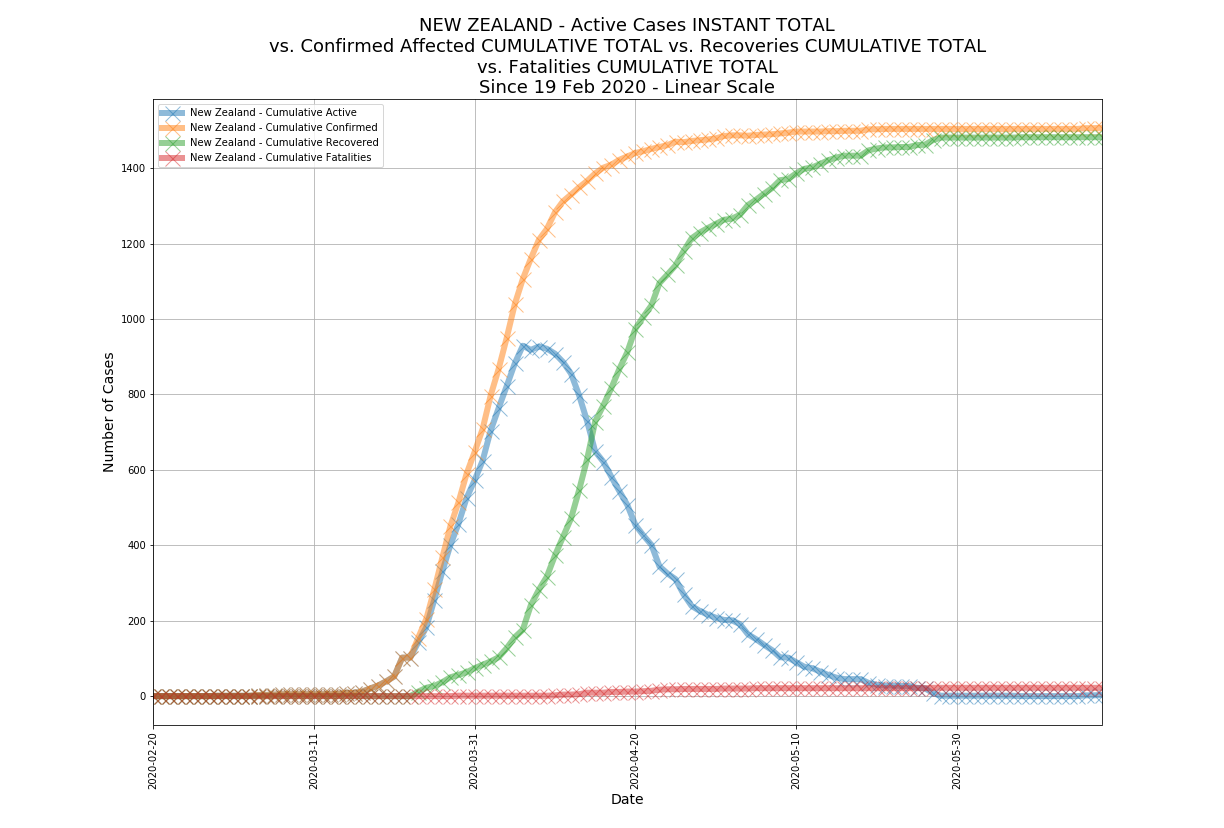 NEW ZEALAND - Active Cases INSTANT TOTAL
vs. Confirmed Affected CUMULATIVE TOTAL vs. Recoveries CUMULATIVE TOTAL
vs. Fatalities CUMULATIVE TOTAL
Since 19 Feb 2020 - Linear Scale
New Zealand - Cumulative Active
New Zealand - Cumulative Confirmed
New Zealand - Cumulative Recovered
New Zealand - Cumulative Fatalities
Number of Cases
1400
1200
1000
800
600
400
200
0
2020-02-20
2020-03-11
2020-03-31
2020-04-20
2020-05-10
2020-05-30
Date